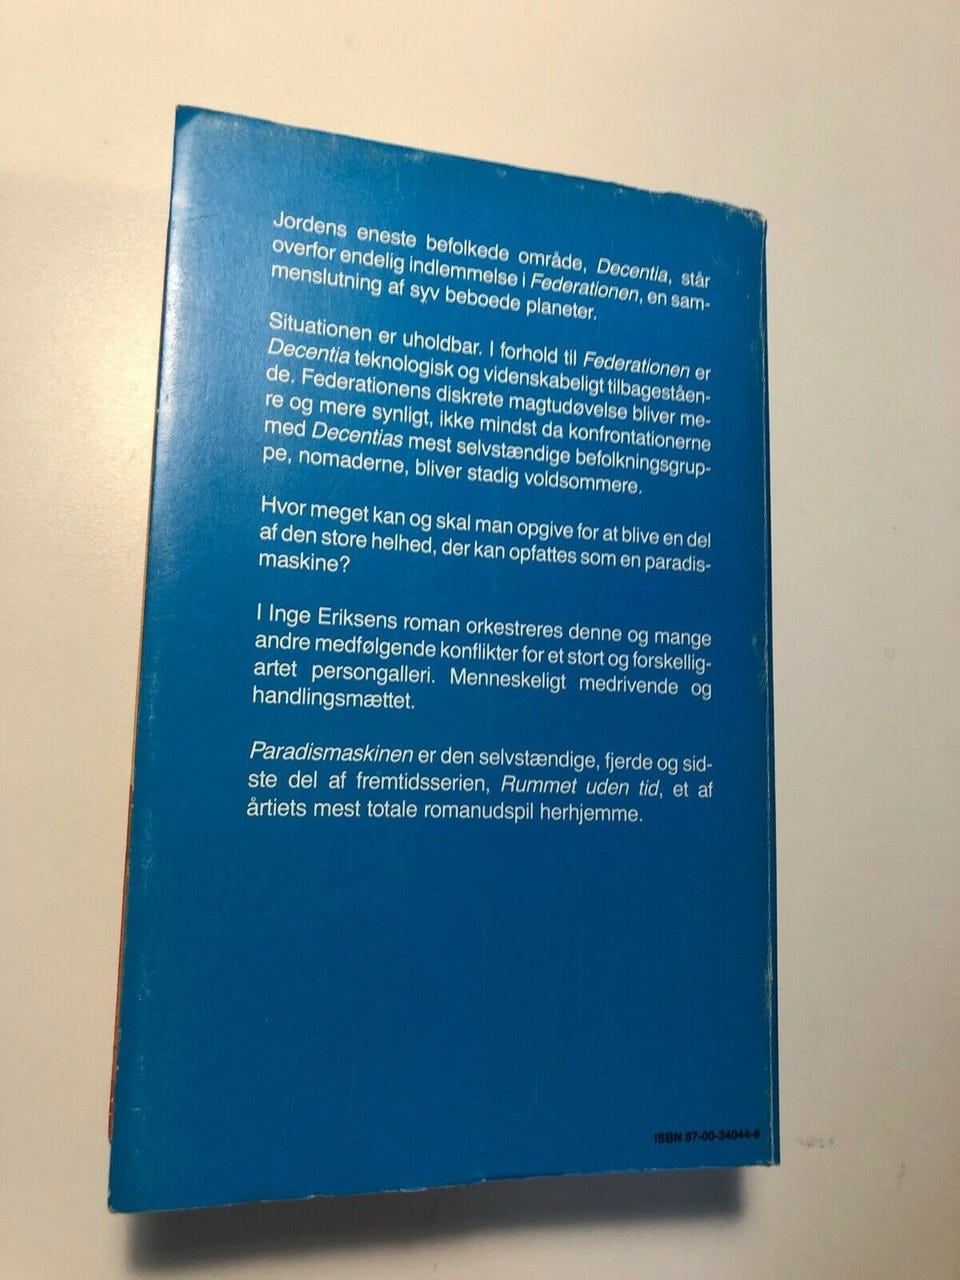 Jordens eneste befolkede område, Decentia, står
overfor endelig indlemmelse i Federationen, en sam-
menslutning af syv beboede planeter.
Situationen er uholdbar. I forhold til Federationen er
Decentia teknologisk og videnskabeligt tilbageståen-
de. Federationens diskrete magtudøvelse bliver me-
re og mere synligt, ikke mindst da konfrontationerne
med Decentias mest selvstændige befolkningsgrup-
pe, nomaderne, bliver stadig voldsommere.
Hvor meget kan og skal man opgive for at blive en del
af den store helhed, der kan opfattes som en paradis-
maskine?
I Inge Eriksens roman orkestreres denne og mange
andre medfølgende konflikter for et stort og forskellig-
artet persongalleri. Menneskeligt medrivende og
handlingsmættet.
Paradismaskinen er den selvstændige, fjerde og sid-
ste del af fremtidsserien, Rummet uden tid, et af
årtiets mest totale romanudspil herhjemme.
ISBN 87-00-34044-8